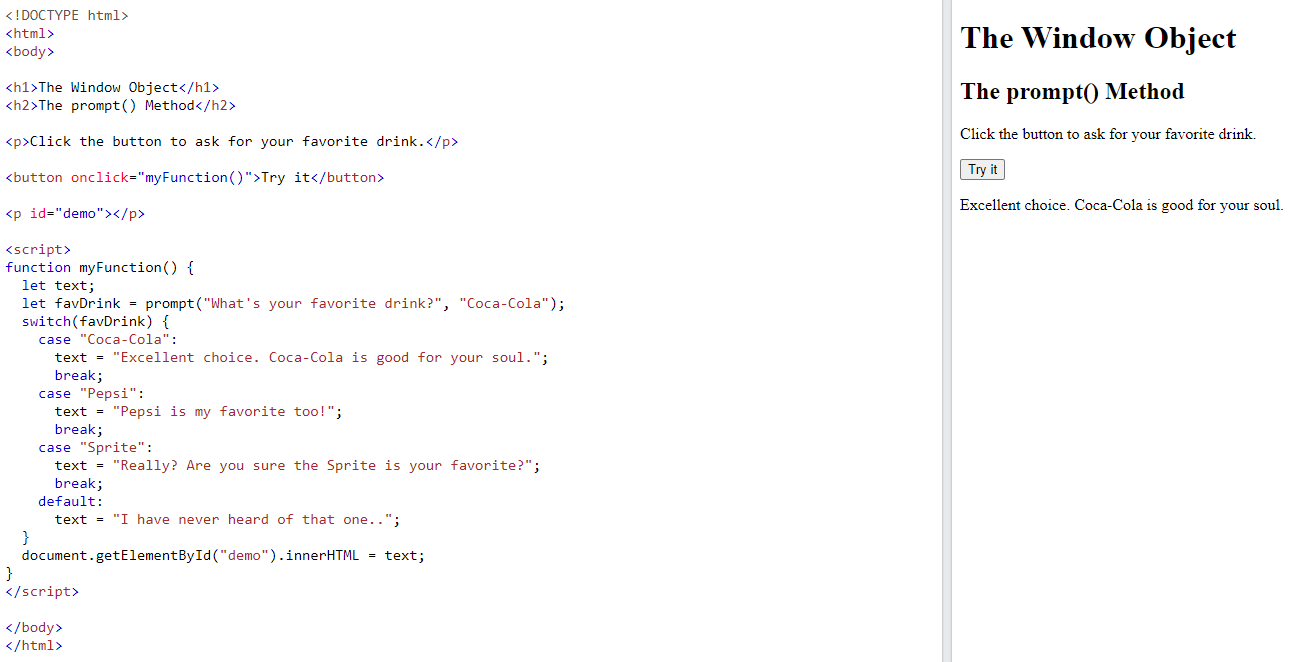 <!DOCTYPE html>
<html>
<body>

<h1>The Window Object</h1>
<h2>The prompt() Method</h2>

<p>Click the button to ask for your favorite drink.</p>

<button onclick="myFunction()">Try it</button>

<p id="demo"></p>

<script>
function myFunction() {
  let text;
  let favDrink = prompt("What's your favorite drink?", "Coca-Cola");
  switch(favDrink) {
    case "Coca-Cola":
      text = "Excellent choice. Coca-Cola is good for your soul.";
      break;
    case "Pepsi":
      text = "Pepsi is my favorite too!";
      break;
    case "Sprite":
      text = "Really? Are you sure the Sprite is your favorite?";
      break;
    default:
      text = "I have never heard of that one..";
  }
  document.getElementById("demo").innerHTML = text;
}
</script>

</body>
</html>
The Window Object
The prompt() Method
Click the button to ask for your favorite drink.
Try it
Excellent choice. Coca-Cola is good for your soul.